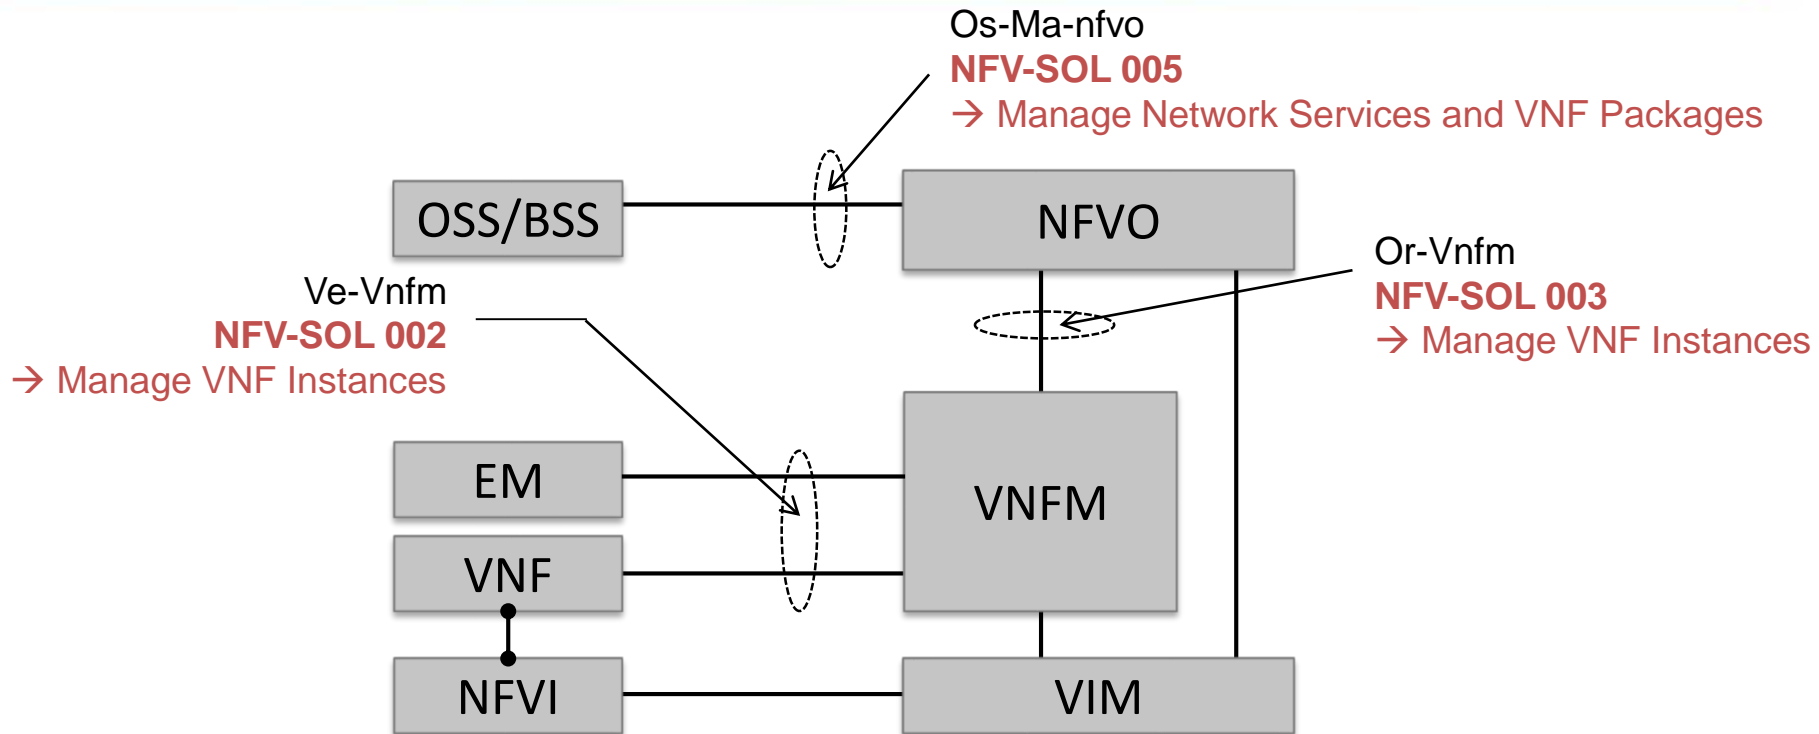 Os-Ma-nfvo
NFV-SOL 005
→ Manage Network Services and VNF Packages
OSS/BSS
NFVO
Or-Vnfm
NFV-SOL 003
→ Manage VNF Instances
Ve-Vnfm
NFV-SOL 002
→ Manage VNF Instances
EM
VNFM
VNF
NFVI
VIM